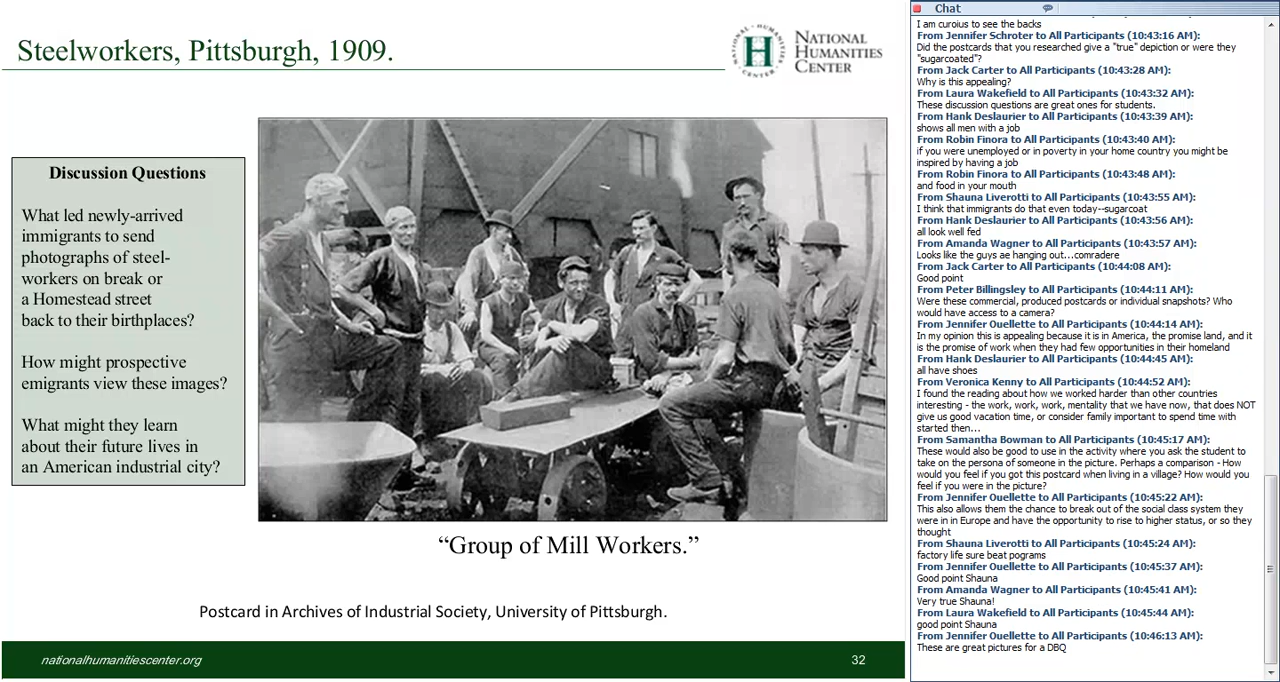 Steelworkers, Pittsburgh, 1909.
NATIONAL HUMANITIES CENTER
H
NATIONAL
HUMANITIES
CENTER
Discussion Questions
What led newly-arrived
immigrants to send
photographs of steel-
workers on break or
a Homestead street
back to their birthplaces?
How might prospective
emigrants view these images?
What might they learn
about their future lives in
an American industrial city?
“Group of Mill Workers.”
Postcard in Archives of Industrial Society, University of Pittsburgh.
nationalhumanitiescenter.org
32
Chat
I am curoius to see the backs
From Jennifer Schroter to All Participants (10:43:16 AM):
Did the postcards that you researched give a "true" depiction or were they
"sugarcoated"?
From Jack Carter to All Participants (10:43:28 AM):
Why is this appealing?
From Laura Wakefield to All Participants (10:43:32 AM):
These discussion questions are great ones for students.
From Hank Deslaurier to All Participants (10:43:39 AM):
shows all men with a job
From Robin Finora to All Participants (10:43:40 AM):
if you were unemployed or in poverty in your home country you might be
inspired by having a job
From Robin Finora to All Participants (10:43:48 AM):
and food in your mouth
From Shauna Liverotti to All Participants (10:43:55 AM):
I think that immigrants do that even today--sugarcoat
From Hank Deslaurier to All Participants (10:43:56 AM):
all look well fed
From Amanda Wagner to All Participants (10:43:57 AM):
Looks like the guys ae hanging out...comradere
From Jack Carter to All Participants (10:44:08 AM):
Good point
From Peter Billingsley to All Participants (10:44:11 AM):
Were these commercial, produced postcards or individual snapshots? Who
would have access to a camera?
From Jennifer Ouellette to All Participants (10:44:14 AM):
In my opinion this is appealing because it is in America, the promise land, and it
is the promise of work when they had few opportunities in their homeland
From Hank Deslaurier to All Participants (10:44:45 AM):
all have shoes
From Veronica Kenny to All Participants (10:44:52 AM):
I found the reading about how we worked harder than other countries
interesting - the work, work, work, mentality that we have now, that does NOT
give us good vacation time, or consider family important to spend time with
started then...
From Samantha Bowman to All Participants (10:45:17 AM):
These would also be good to use in the activity where you ask the student to
take on the persona of someone in the picture. Perhaps a comparison - How
would you feel if you got this postcard when living in a village? How would you
feel if you were in the picture?
From Jennifer Ouellette to All Participants (10:45:22 AM):
This also allows them the chance to break out of the social class system they
were in in Europe and have the opportunity to rise to higher status, or so they
thought
From Shauna Liverotti to All Participants (10:45:24 AM):
factory life sure beat pograms
From Jennifer Ouellette to All Participants (10:45:37 AM):
Good point Shauna
From Amanda Wagner to All Participants (10:45:41 AM):
Very true Shauna!
From Laura Wakefield to All Participants (10:45:44 AM):
good point Shauna
From Jennifer Ouellette to All Participants (10:46:13 AM):
These are great pictures for a DBQ